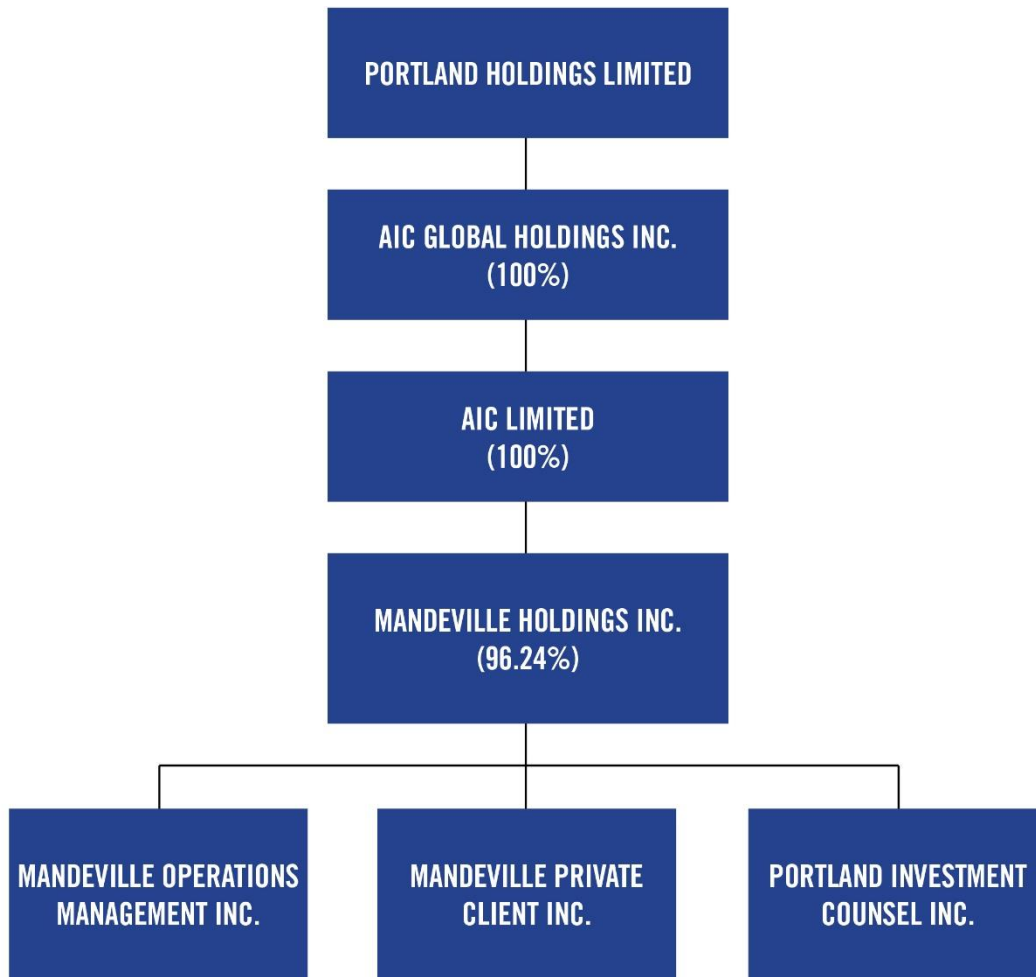 PORTLAND HOLDINGS LIMITED
AIC GLOBAL HOLDINGS INC.
(100%)
AIC LIMITED
(100%)
MANDEVILLE HOLDINGS INC.
(96.24%)
MANDEVILLE OPERATIONS
MANAGEMENT INC.
MANDEVILLE PRIVATE
CLIENT INC.
PORTLAND INVESTMENT
COUNSEL INC.